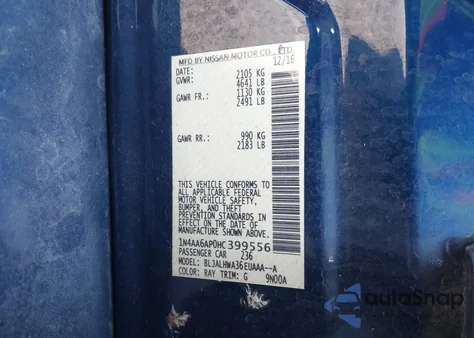 MFD BY NISSAN MOTOR CO., LTD.
DATE: 12/16
GVWR: 2105 KG
4641 LB
GAWR FR.: 1130 KG
2491 LB
GAWR RR.: 990 KG
2183 LB
THIS VEHICLE CONFORMS TO
ALL APPLICABLE FEDERAL
MOTOR VEHICLE SAFETY,
BUMPER, AND THEFT
PREVENTION STANDARDS IN
EFFECT ON THE DATE OF
MANUFACTURE SHOWN ABOVE.
1N4AA6AP0HC399556
PASSENGER CAR 236
BLJALHWA36EUAAA--A
COLOR: RAY TRIM: G 9N00A
autoSnap